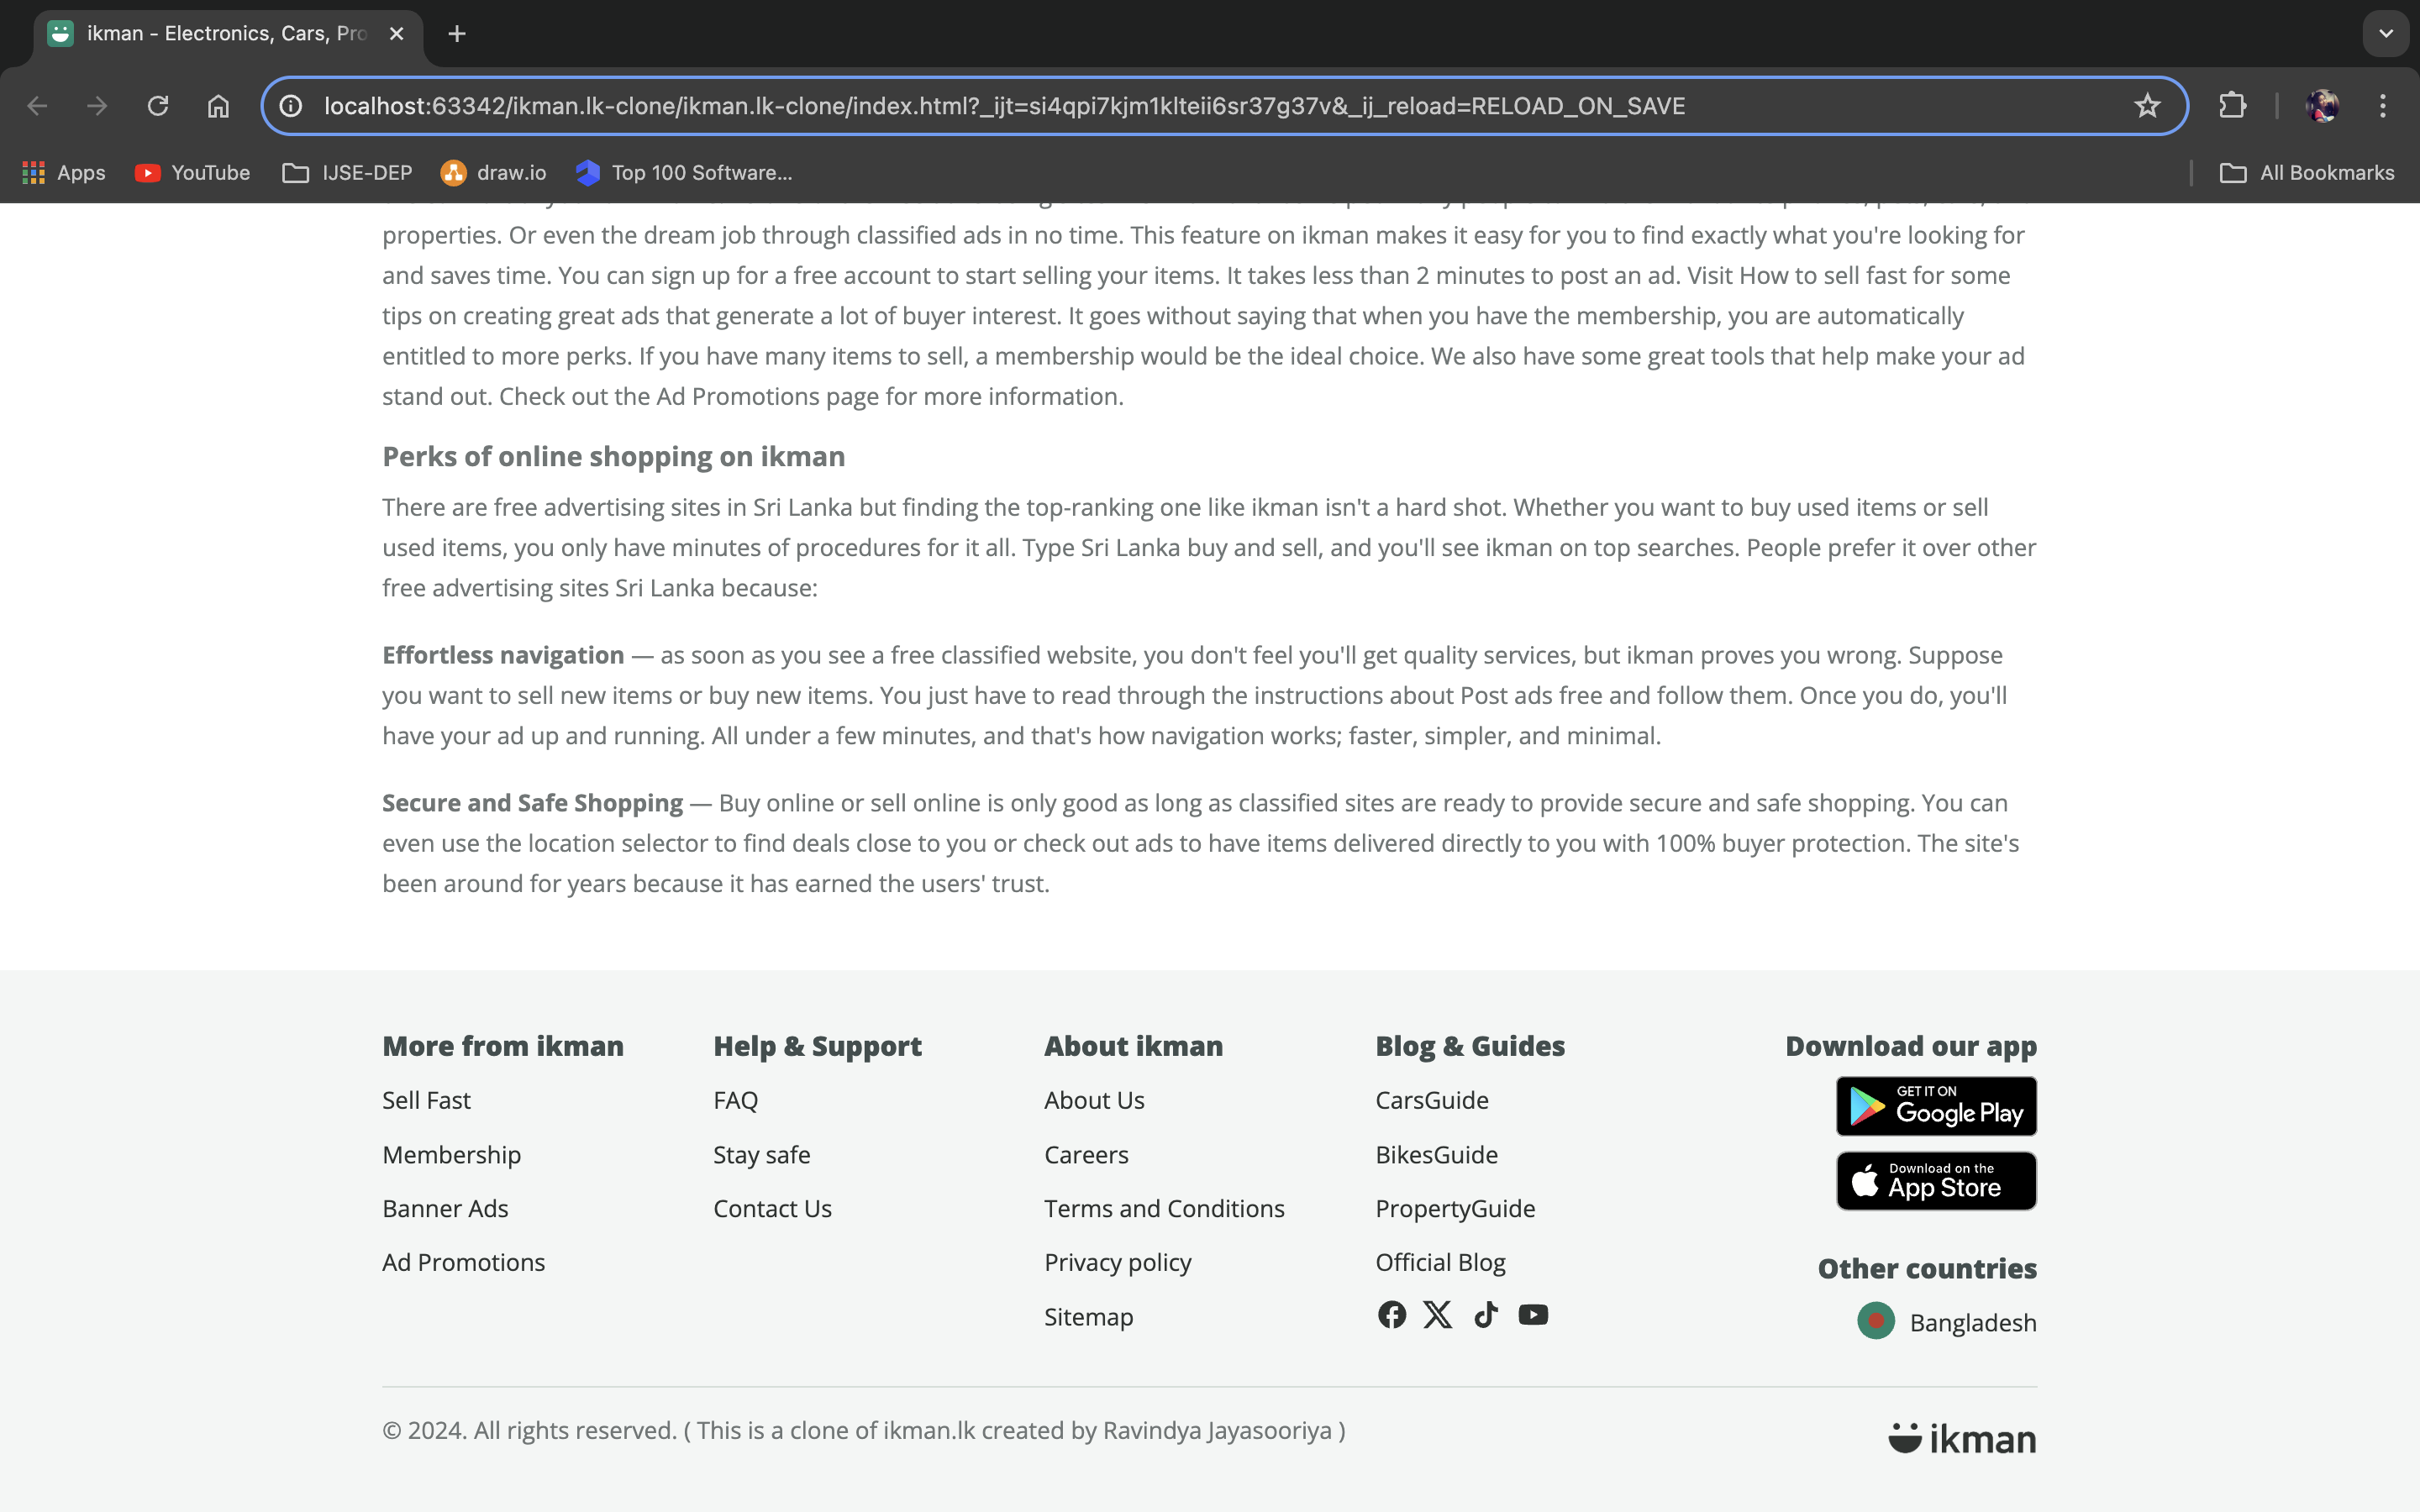 ikman - Electronics, Cars, Pro
localhost:63342/ikman.lk-clone/ikman.lk-clone/index.html?_ijt=si4qpi7kjm1klteii6sr37g37v&_ij_reload=RELOAD_ON_SAVE
Apps YouTube IJSE-DEP draw.io Top 100 Software... All Bookmarks
properties. Or even the dream job through classified ads in no time. This feature on ikman makes it easy for you to find exactly what you're looking for
and saves time. You can sign up for a free account to start selling your items. It takes less than 2 minutes to post an ad. Visit How to sell fast for some
tips on creating great ads that generate a lot of buyer interest. It goes without saying that when you have the membership, you are automatically
entitled to more perks. If you have many items to sell, a membership would be the ideal choice. We also have some great tools that help make your ad
stand out. Check out the Ad Promotions page for more information.
Perks of online shopping on ikman
There are free advertising sites in Sri Lanka but finding the top-ranking one like ikman isn't a hard shot. Whether you want to buy used items or sell
used items, you only have minutes of procedures for it all. Type Sri Lanka buy and sell, and you'll see ikman on top searches. People prefer it over other
free advertising sites Sri Lanka because:
Effortless navigation — as soon as you see a free classified website, you don't feel you'll get quality services, but ikman proves you wrong. Suppose
you want to sell new items or buy new items. You just have to read through the instructions about Post ads free and follow them. Once you do, you'll
have your ad up and running. All under a few minutes, and that's how navigation works; faster, simpler, and minimal.
Secure and Safe Shopping — Buy online or sell online is only good as long as classified sites are ready to provide secure and safe shopping. You can
even use the location selector to find deals close to you or check out ads to have items delivered directly to you with 100% buyer protection. The site's
been around for years because it has earned the users' trust.
More from ikman
Sell Fast
Membership
Banner Ads
Ad Promotions
Help & Support
FAQ
Stay safe
Contact Us
About ikman
About Us
Careers
Terms and Conditions
Privacy policy
Sitemap
Blog & Guides
CarsGuide
BikesGuide
PropertyGuide
Official Blog
Download our app
GET IT ON
Google Play
Download on the
App Store
Other countries
Bangladesh
© 2024. All rights reserved. ( This is a clone of ikman.lk created by Ravindya Jayasooriya )
ikman